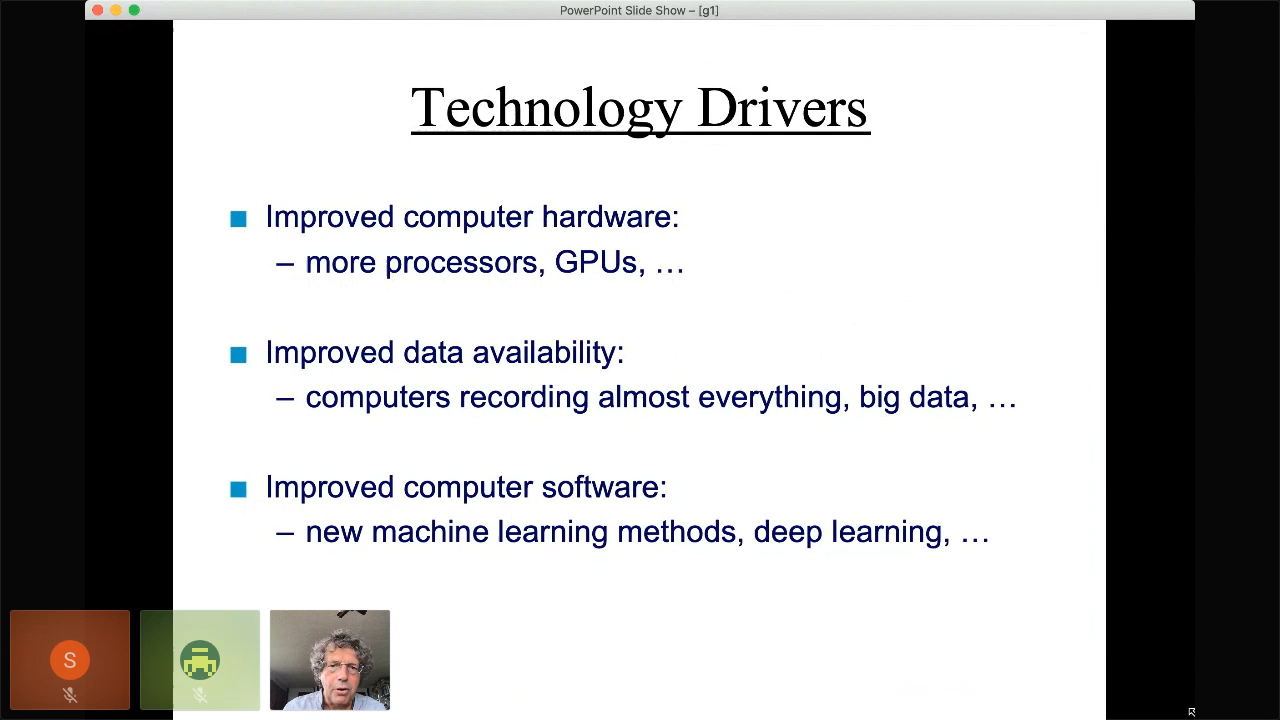 PowerPoint Slide Show – [g1]
Technology Drivers
Improved computer hardware:
– more processors, GPUs, …
Improved data availability:
– computers recording almost everything, big data, …
Improved computer software:
– new machine learning methods, deep learning, …
S